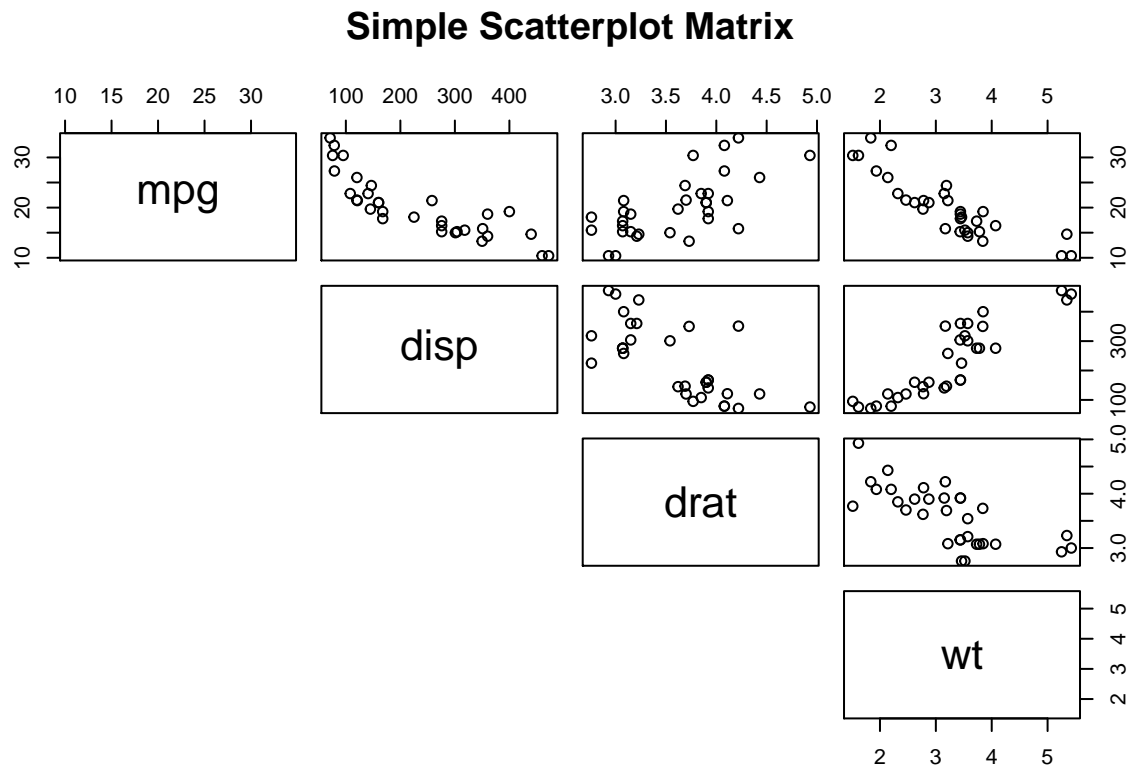 Simple Scatterplot Matrix
10 15 20 25 30
100 200 300 400
3.0 3.5 4.0 4.5 5.0
2 3 4 5
10 20 30
mpg
10 20 30
disp
100 300
drat
3.0 4.0 5.0
wt
2 3 4 5
2 3 4 5